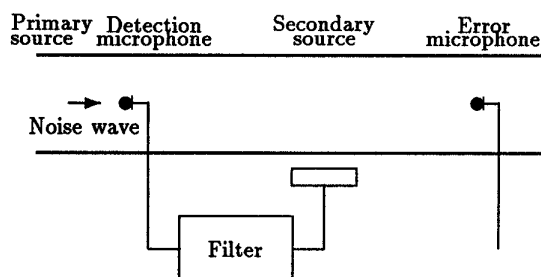 Primary source
Detection microphone
Secondary source
Error microphone
Noise wave
Filter